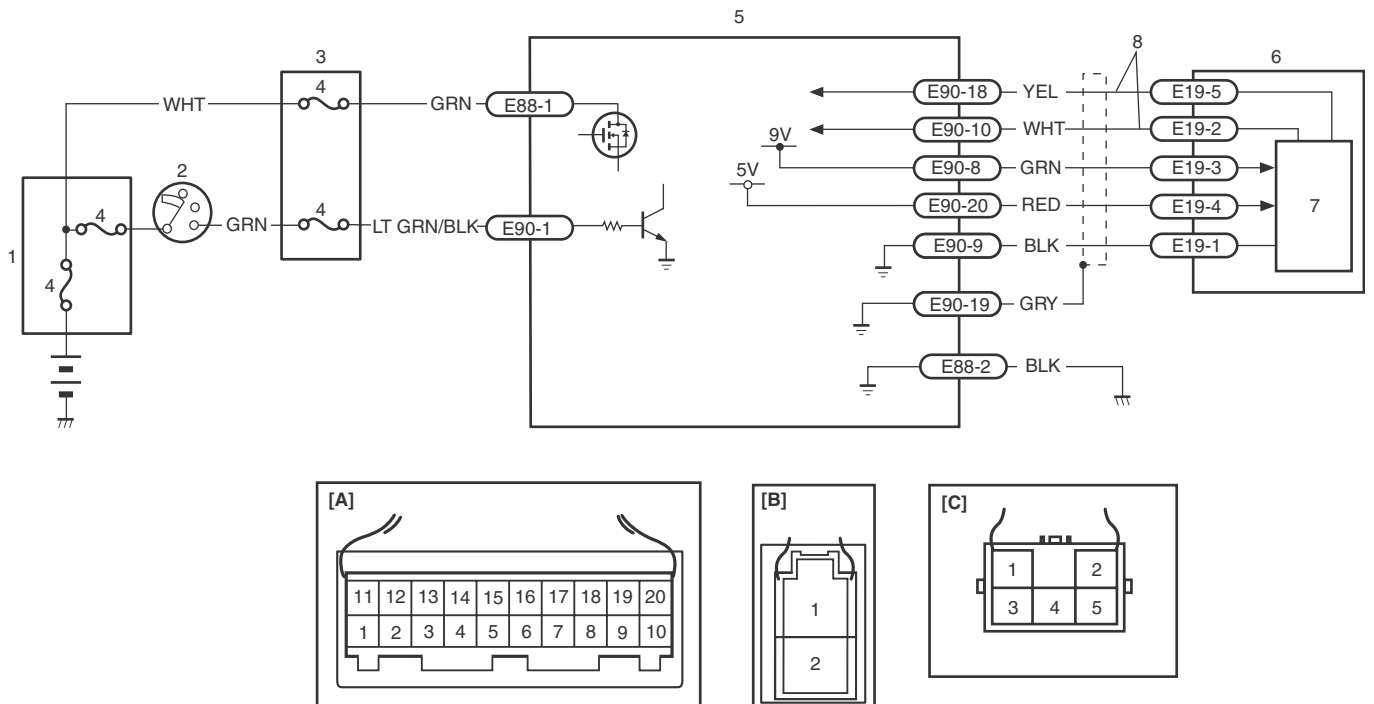 5
3
8
6
4
WHT
GRN
E88-1
E90-18
YEL
E19-5
E90-10
WHT
E19-2
9V
E90-8
GRN
E19-3
2
5V
E90-20
RED
E19-4
7
4
GRN
4
LT GRN/BLK
E90-1
E90-9
BLK
E19-1
1
4
E90-19
GRY
E88-2
BLK
[A]
11 12 13 14 15 16 17 18 19 20
1 2 3 4 5 6 7 8 9 10
[B]
1
2
[C]
1 2
3 4 5